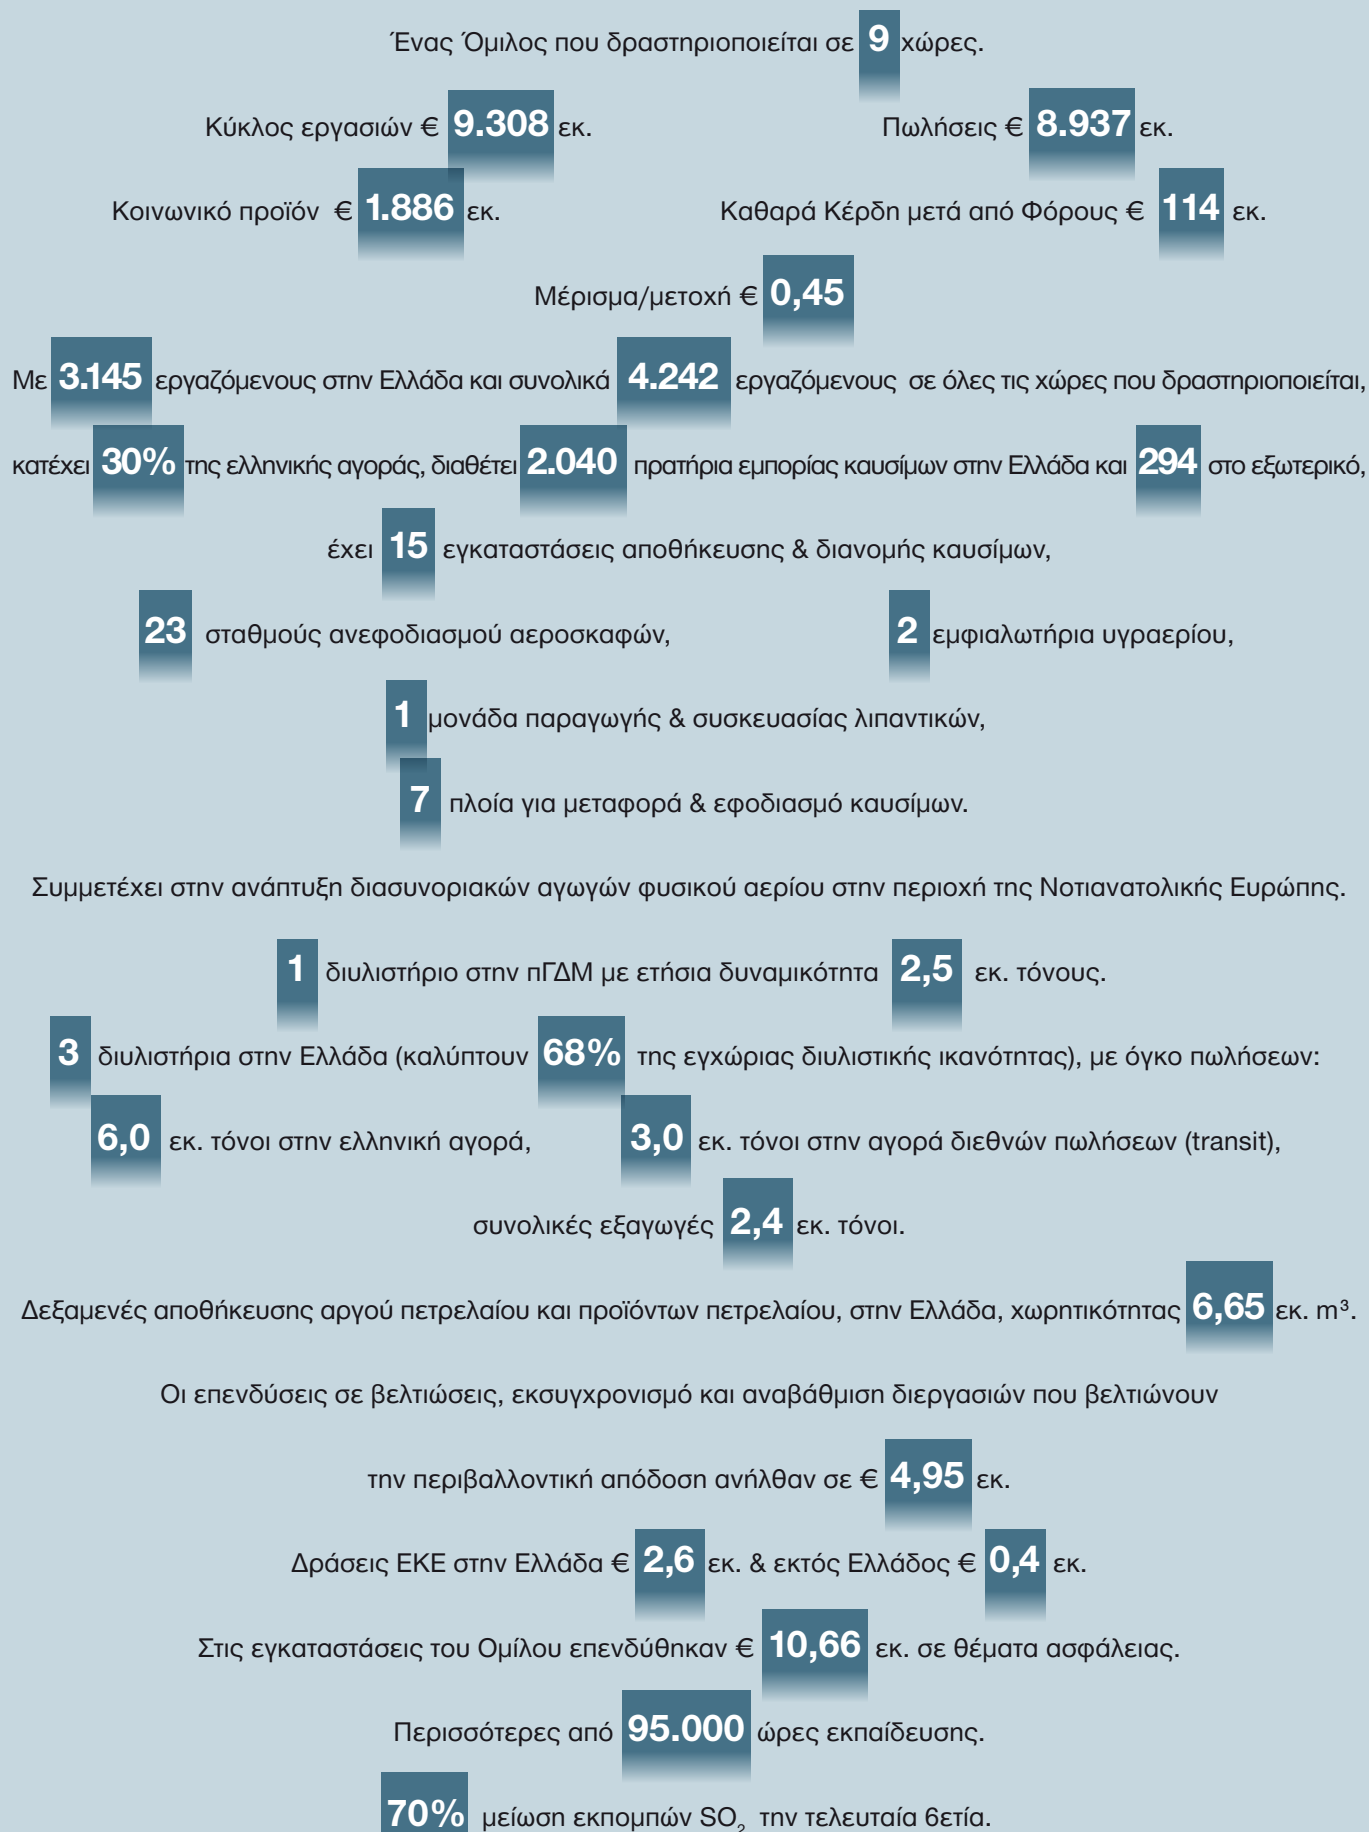 Ένας Όμιλος που δραστηριοποιείται σε 9 χώρες.
Κύκλος εργασιών € 9.308 εκ. Πωλήσεις € 8.937 εκ.
Κοινωνικό προϊόν € 1.886 εκ. Καθαρά Κέρδη μετά από Φόρους € 114 εκ.
Μέρισμα/μετοχή € 0,45
Με 3.145 εργαζόμενους στην Ελλάδα και συνολικά 4.242 εργαζόμενους σε όλες τις χώρες που δραστηριοποιείται,
κατέχει 30% της ελληνικής αγοράς, διαθέτει 2.040 πρατήρια εμπορίας καυσίμων στην Ελλάδα και 294 στο εξωτερικό,
έχει 15 εγκαταστάσεις αποθήκευσης & διανομής καυσίμων,
23 σταθμούς ανεφοδιασμού αεροσκαφών, 2 εμφιαλωτήρια υγραερίου,
1 μονάδα παραγωγής & συσκευασίας λιπαντικών,
7 πλοία για μεταφορά & εφοδιασμό καυσίμων.
Συμμετέχει στην ανάπτυξη διασυνοριακών αγωγών φυσικού αερίου στην περιοχή της Νοτιανατολικής Ευρώπης.
1 διυλιστήριο στην πΓΔΜ με ετήσια δυναμικότητα 2,5 εκ. τόνους.
3 διυλιστήρια στην Ελλάδα (καλύπτουν 68% της εγχώριας διυλιστικής ικανότητας), με όγκο πωλήσεων:
6,0 εκ. τόνοι στην ελληνική αγορά, 3,0 εκ. τόνοι στην αγορά διεθνών πωλήσεων (transit),
συνολικές εξαγωγές 2,4 εκ. τόνοι.
Δεξαμενές αποθήκευσης αργού πετρελαίου και προϊόντων πετρελαίου, στην Ελλάδα, χωρητικότητας 6,65 εκ. m³.
Οι επενδύσεις σε βελτιώσεις, εκσυγχρονισμό και αναβάθμιση διεργασιών που βελτιώνουν
την περιβαλλοντική απόδοση ανήλθαν σε € 4,95 εκ.
Δράσεις ΕΚΕ στην Ελλάδα € 2,6 εκ. & εκτός Ελλάδος € 0,4 εκ.
Στις εγκαταστάσεις του Ομίλου επενδύθηκαν € 10,66 εκ. σε θέματα ασφάλειας.
Περισσότερες από 95.000 ώρες εκπαίδευσης.
70% μείωση εκπομπών SO₂ την τελευταία 6ετία.